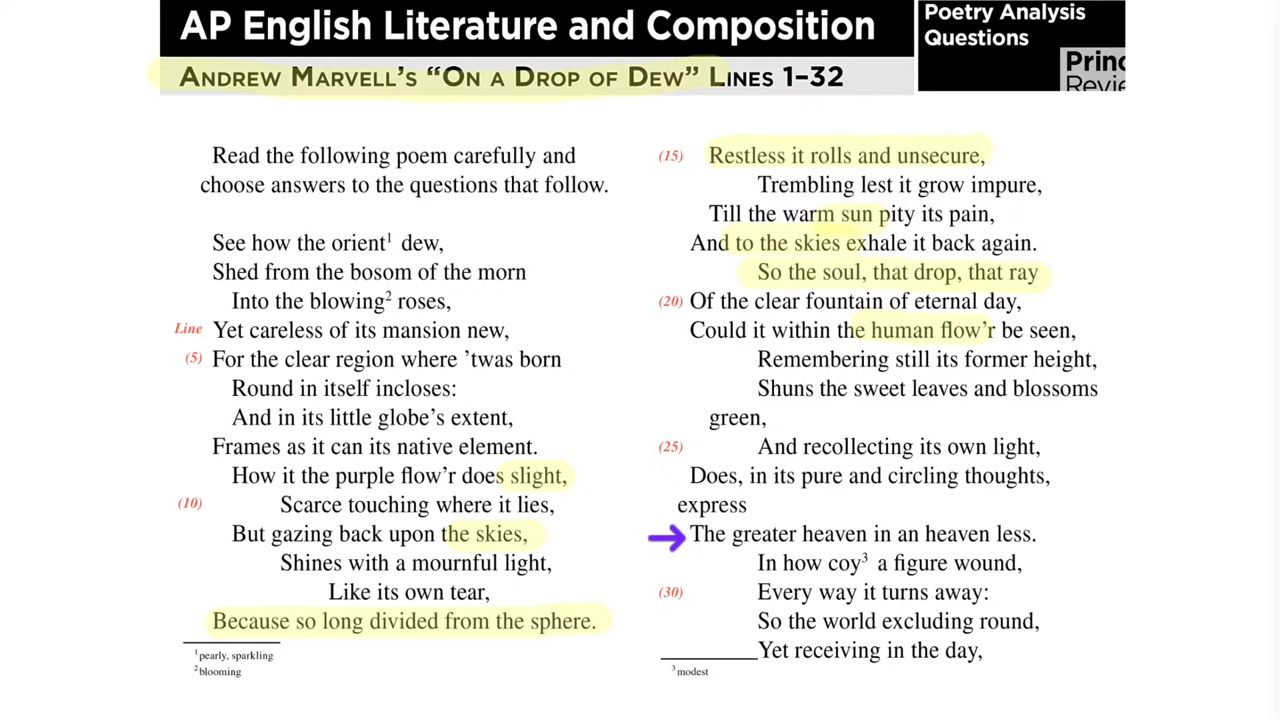 AP English Literature and Composition
ANDREW MARVELL'S “ON A DROP OF DEW” LINES 1–32
Poetry Analysis
Questions
Read the following poem carefully and
choose answers to the questions that follow.
See how the orient¹ dew,
Shed from the bosom of the morn
Into the blowing² roses,
Line Yet careless of its mansion new,
(5) For the clear region where ’twas born
Round in itself incloses:
And in its little globe’s extent,
Frames as it can its native element.
How it the purple flow’r does slight,
(10) Scarce touching where it lies,
But gazing back upon the skies,
Shines with a mournful light,
Like its own tear,
Because so long divided from the sphere.
¹pearly, sparkling
²blooming
(15) Restless it rolls and unsecure,
Trembling lest it grow impure,
Till the warm sun pity its pain,
And to the skies exhale it back again.
So the soul, that drop, that ray
(20) Of the clear fountain of eternal day,
Could it within the human flow’r be seen,
Remembering still its former height,
Shuns the sweet leaves and blossoms
green,
(25) And recollecting its own light,
Does, in its pure and circling thoughts,
express
The greater heaven in an heaven less.
In how coy³ a figure wound,
(30) Every way it turns away:
So the world excluding round,
Yet receiving in the day,
³modest